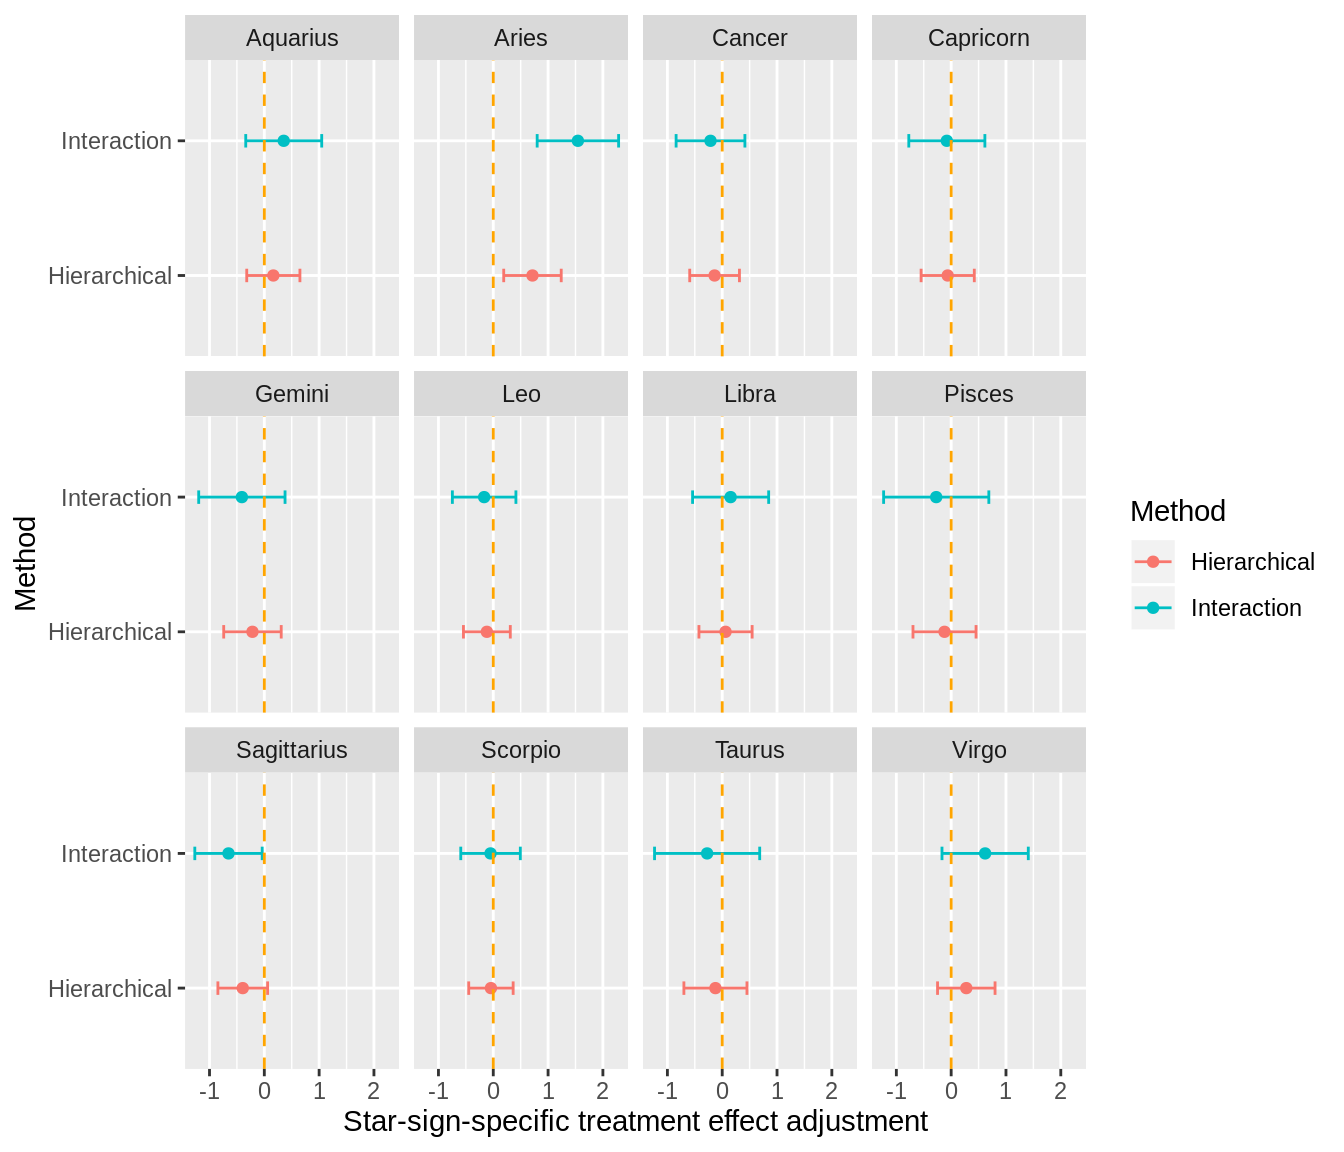 Aquarius Aries Cancer Capricorn
Interaction
Hierarchical
Gemini Leo Libra Pisces
Interaction
Hierarchical
Sagittarius Scorpio Taurus Virgo
Interaction
Hierarchical
-1 0 1 2 -1 0 1 2 -1 0 1 2 -1 0 1 2
Star-sign-specific treatment effect adjustment
Method
Method
Hierarchical
Interaction